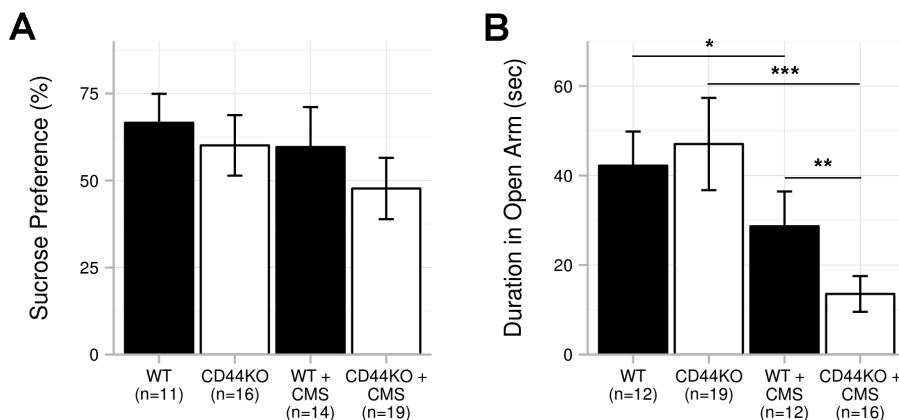 A
Sucrose Preference (%)
75
50
25
0
WT
(n=11)
CD44KO
(n=16)
WT +
CMS
(n=14)
CD44KO +
CMS
(n=19)
B
Duration in Open Arm (sec)
60
40
20
0
*
***
**
WT
(n=12)
CD44KO
(n=19)
WT +
CMS
(n=12)
CD44KO +
CMS
(n=16)